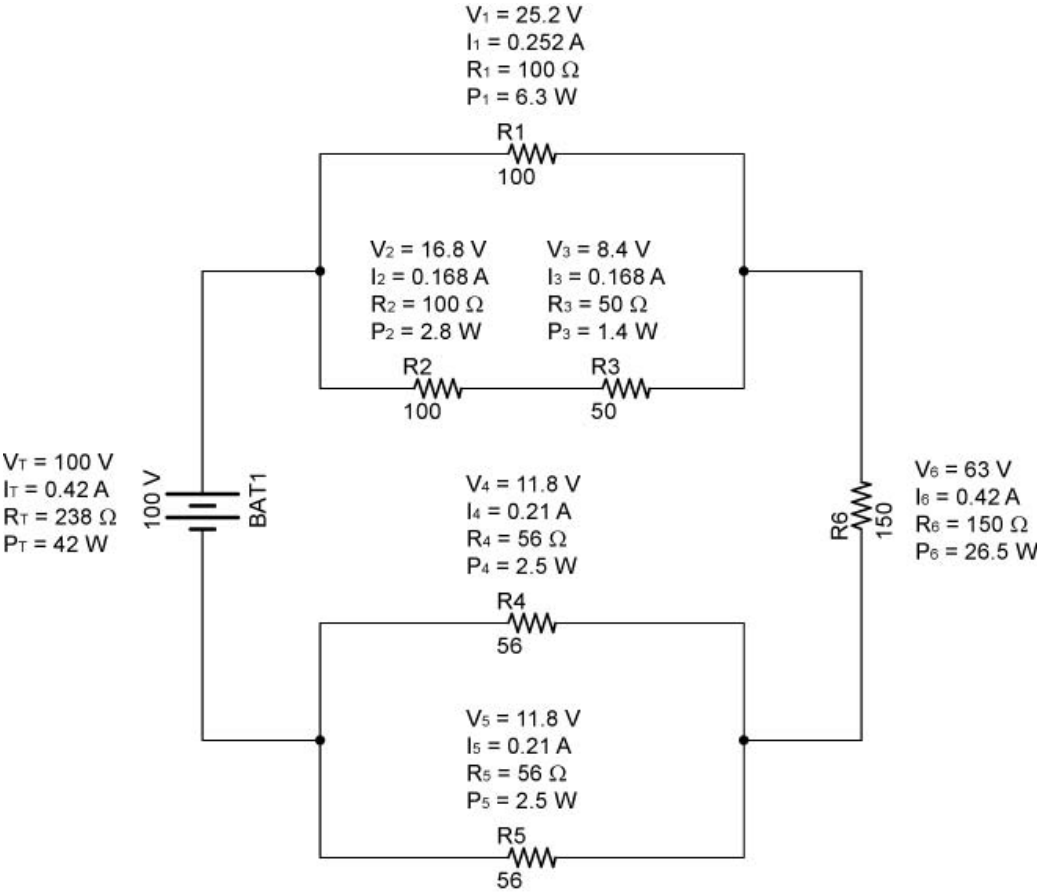 V₁ = 25.2 V
I₁ = 0.252 A
R₁ = 100 Ω
P₁ = 6.3 W
R1
100
V₂ = 16.8 V
I₂ = 0.168 A
R₂ = 100 Ω
P₂ = 2.8 W
R2
100
V₃ = 8.4 V
I₃ = 0.168 A
R₃ = 50 Ω
P₃ = 1.4 W
R3
50
V_T = 100 V
I_T = 0.42 A
R_T = 238 Ω
P_T = 42 W
100 V
BAT1
V₄ = 11.8 V
I₄ = 0.21 A
R₄ = 56 Ω
P₄ = 2.5 W
R4
56
R6
150
V₆ = 63 V
I₆ = 0.42 A
R₆ = 150 Ω
P₆ = 26.5 W
V₅ = 11.8 V
I₅ = 0.21 A
R₅ = 56 Ω
P₅ = 2.5 W
R5
56